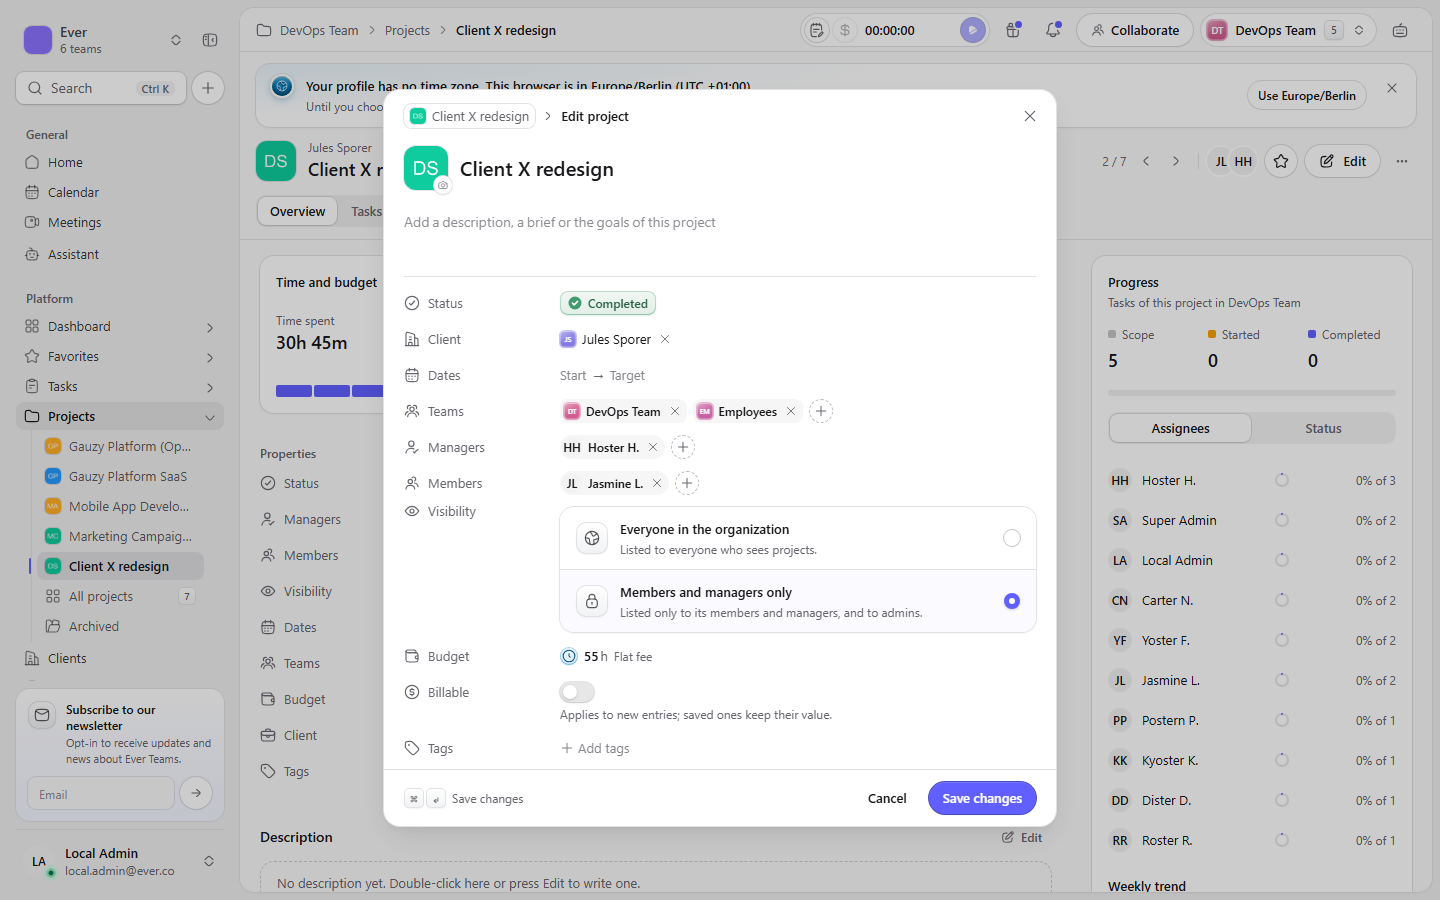 Ever
6 teams
Search
Ctrl K
General
Home
Calendar
Meetings
Assistant
Platform
Dashboard
Favorites
Tasks
Projects
OP Gauzy Platform (Op...
GP Gauzy Platform SaaS
MA Mobile App Develo...
MC Marketing Campaig...
DS Client X redesign
All projects 7
Archived
Clients
Subscribe to our
newsletter
Opt-in to receive updates and
news about Ever Teams.
Email
LA
Local Admin
local.admin@ever.co
DevOps Team
Projects
Client X redesign
00:00:00
Collaborate
DT DevOps Team 5
Your profile has no time zone. This browser is in Europe/Berlin (UTC +01:00)
Until you choo
Use Europe/Berlin
DS
Jules Sporer
Client X r
2 / 7
JL HH
Edit
Overview
Tasks
Time and budget
Time spent
30h 45m
Properties
Status
Managers
Members
Visibility
Dates
Teams
Budget
Client
Tags
Description
Edit
No description yet. Double-click here or press Edit to write one.
DS Client X redesign
Edit project
DS
Client X redesign
Add a description, a brief or the goals of this project
Status
Completed
Client
JS Jules Sporer
Dates
Start → Target
Teams
DT DevOps Team
EM Employees
Managers
HH Hoster H.
Members
JL Jasmine L.
Visibility
Everyone in the organization
Listed to everyone who sees projects.
Members and managers only
Listed only to its members and managers, and to admins.
Budget
55 h Flat fee
Billable
Applies to new entries; saved ones keep their value.
Tags
Add tags
⌘ ↵ Save changes
Cancel
Save changes
Progress
Tasks of this project in DevOps Team
Scope
Started
Completed
5
0
0
Assignees
Status
HH Hoster H. 0% of 3
SA Super Admin 0% of 2
LA Local Admin 0% of 2
CN Carter N. 0% of 2
YF Yoster F. 0% of 2
JL Jasmine L. 0% of 2
PP Postern P. 0% of 1
KK Kyoster K. 0% of 1
DD Dister D. 0% of 1
RR Roster R. 0% of 1
Weekly trend